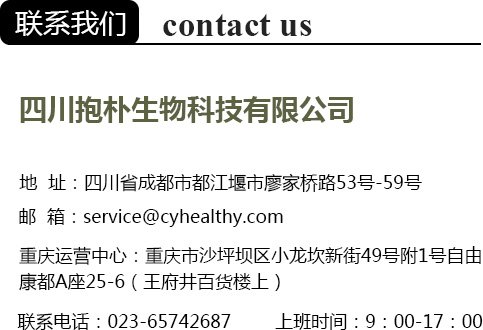 联系我们 contact us
四川抱朴生物科技有限公司
地 址：四川省成都市都江堰市廖家桥路53号-59号
邮 箱：service@cyhealthy.com
重庆运营中心：重庆市沙坪坝区小龙坎新街49号附1号自由
康都A座25-6（王府井百货楼上）
联系电话：023-65742687 上班时间：9：00-17：00